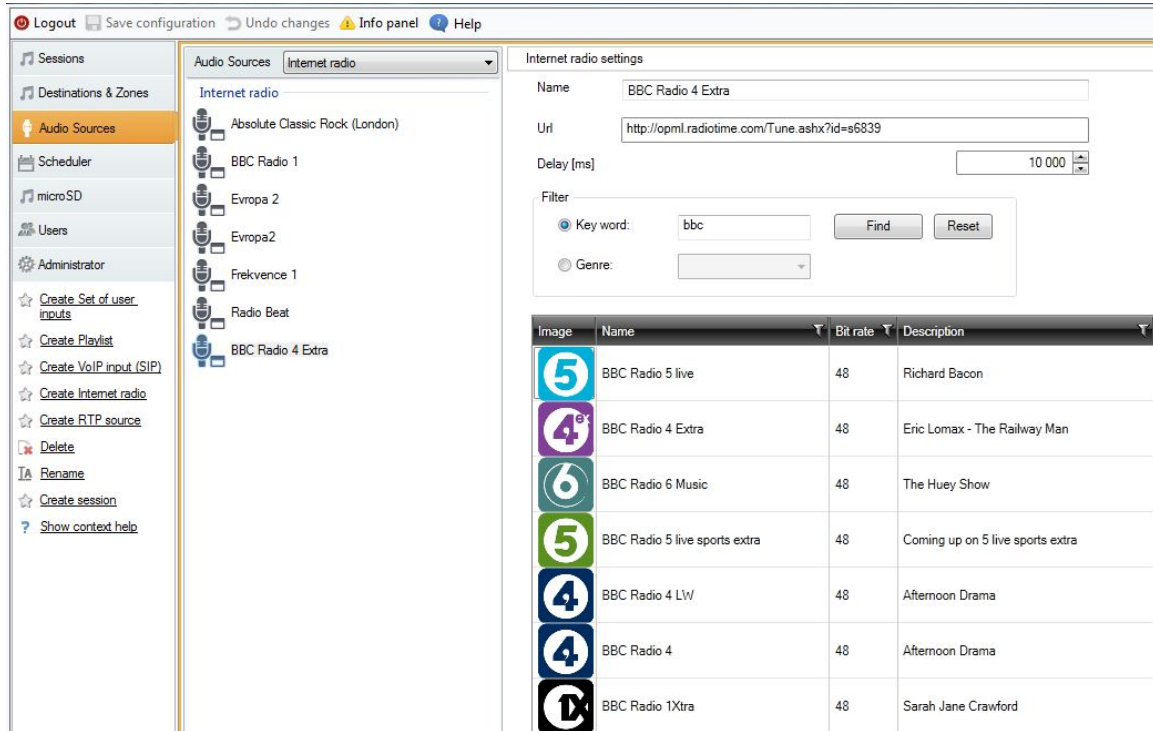 Logout Save configuration Undo changes Info panel Help
Sessions
Destinations & Zones
Audio Sources
Scheduler
microSD
Users
Administrator
Create Set of user
inputs
Create Playlist
Create VoIP input (SIP)
Create Internet radio
Create RTP source
Delete
Rename
Create session
Show context help
Audio Sources Internet radio
Internet radio
Absolute Classic Rock (London)
BBC Radio 1
Evropa 2
Evropa2
Frekvence 1
Radio Beat
BBC Radio 4 Extra
Internet radio settings
Name BBC Radio 4 Extra
Url http://opml.radiotime.com/Tune.ashx?id=s6839
Delay [ms] 10 000
Filter
Key word: bbc Find Reset
Genre:
Image Name Bit rate Description
5 BBC Radio 5 live 48 Richard Bacon
4 ex BBC Radio 4 Extra 48 Eric Lomax - The Railway Man
6 BBC Radio 6 Music 48 The Huey Show
5 BBC Radio 5 live sports extra 48 Coming up on 5 live sports extra
4 BBC Radio 4 LW 48 Afternoon Drama
4 BBC Radio 4 48 Afternoon Drama
1X BBC Radio 1Xtra 48 Sarah Jane Crawford